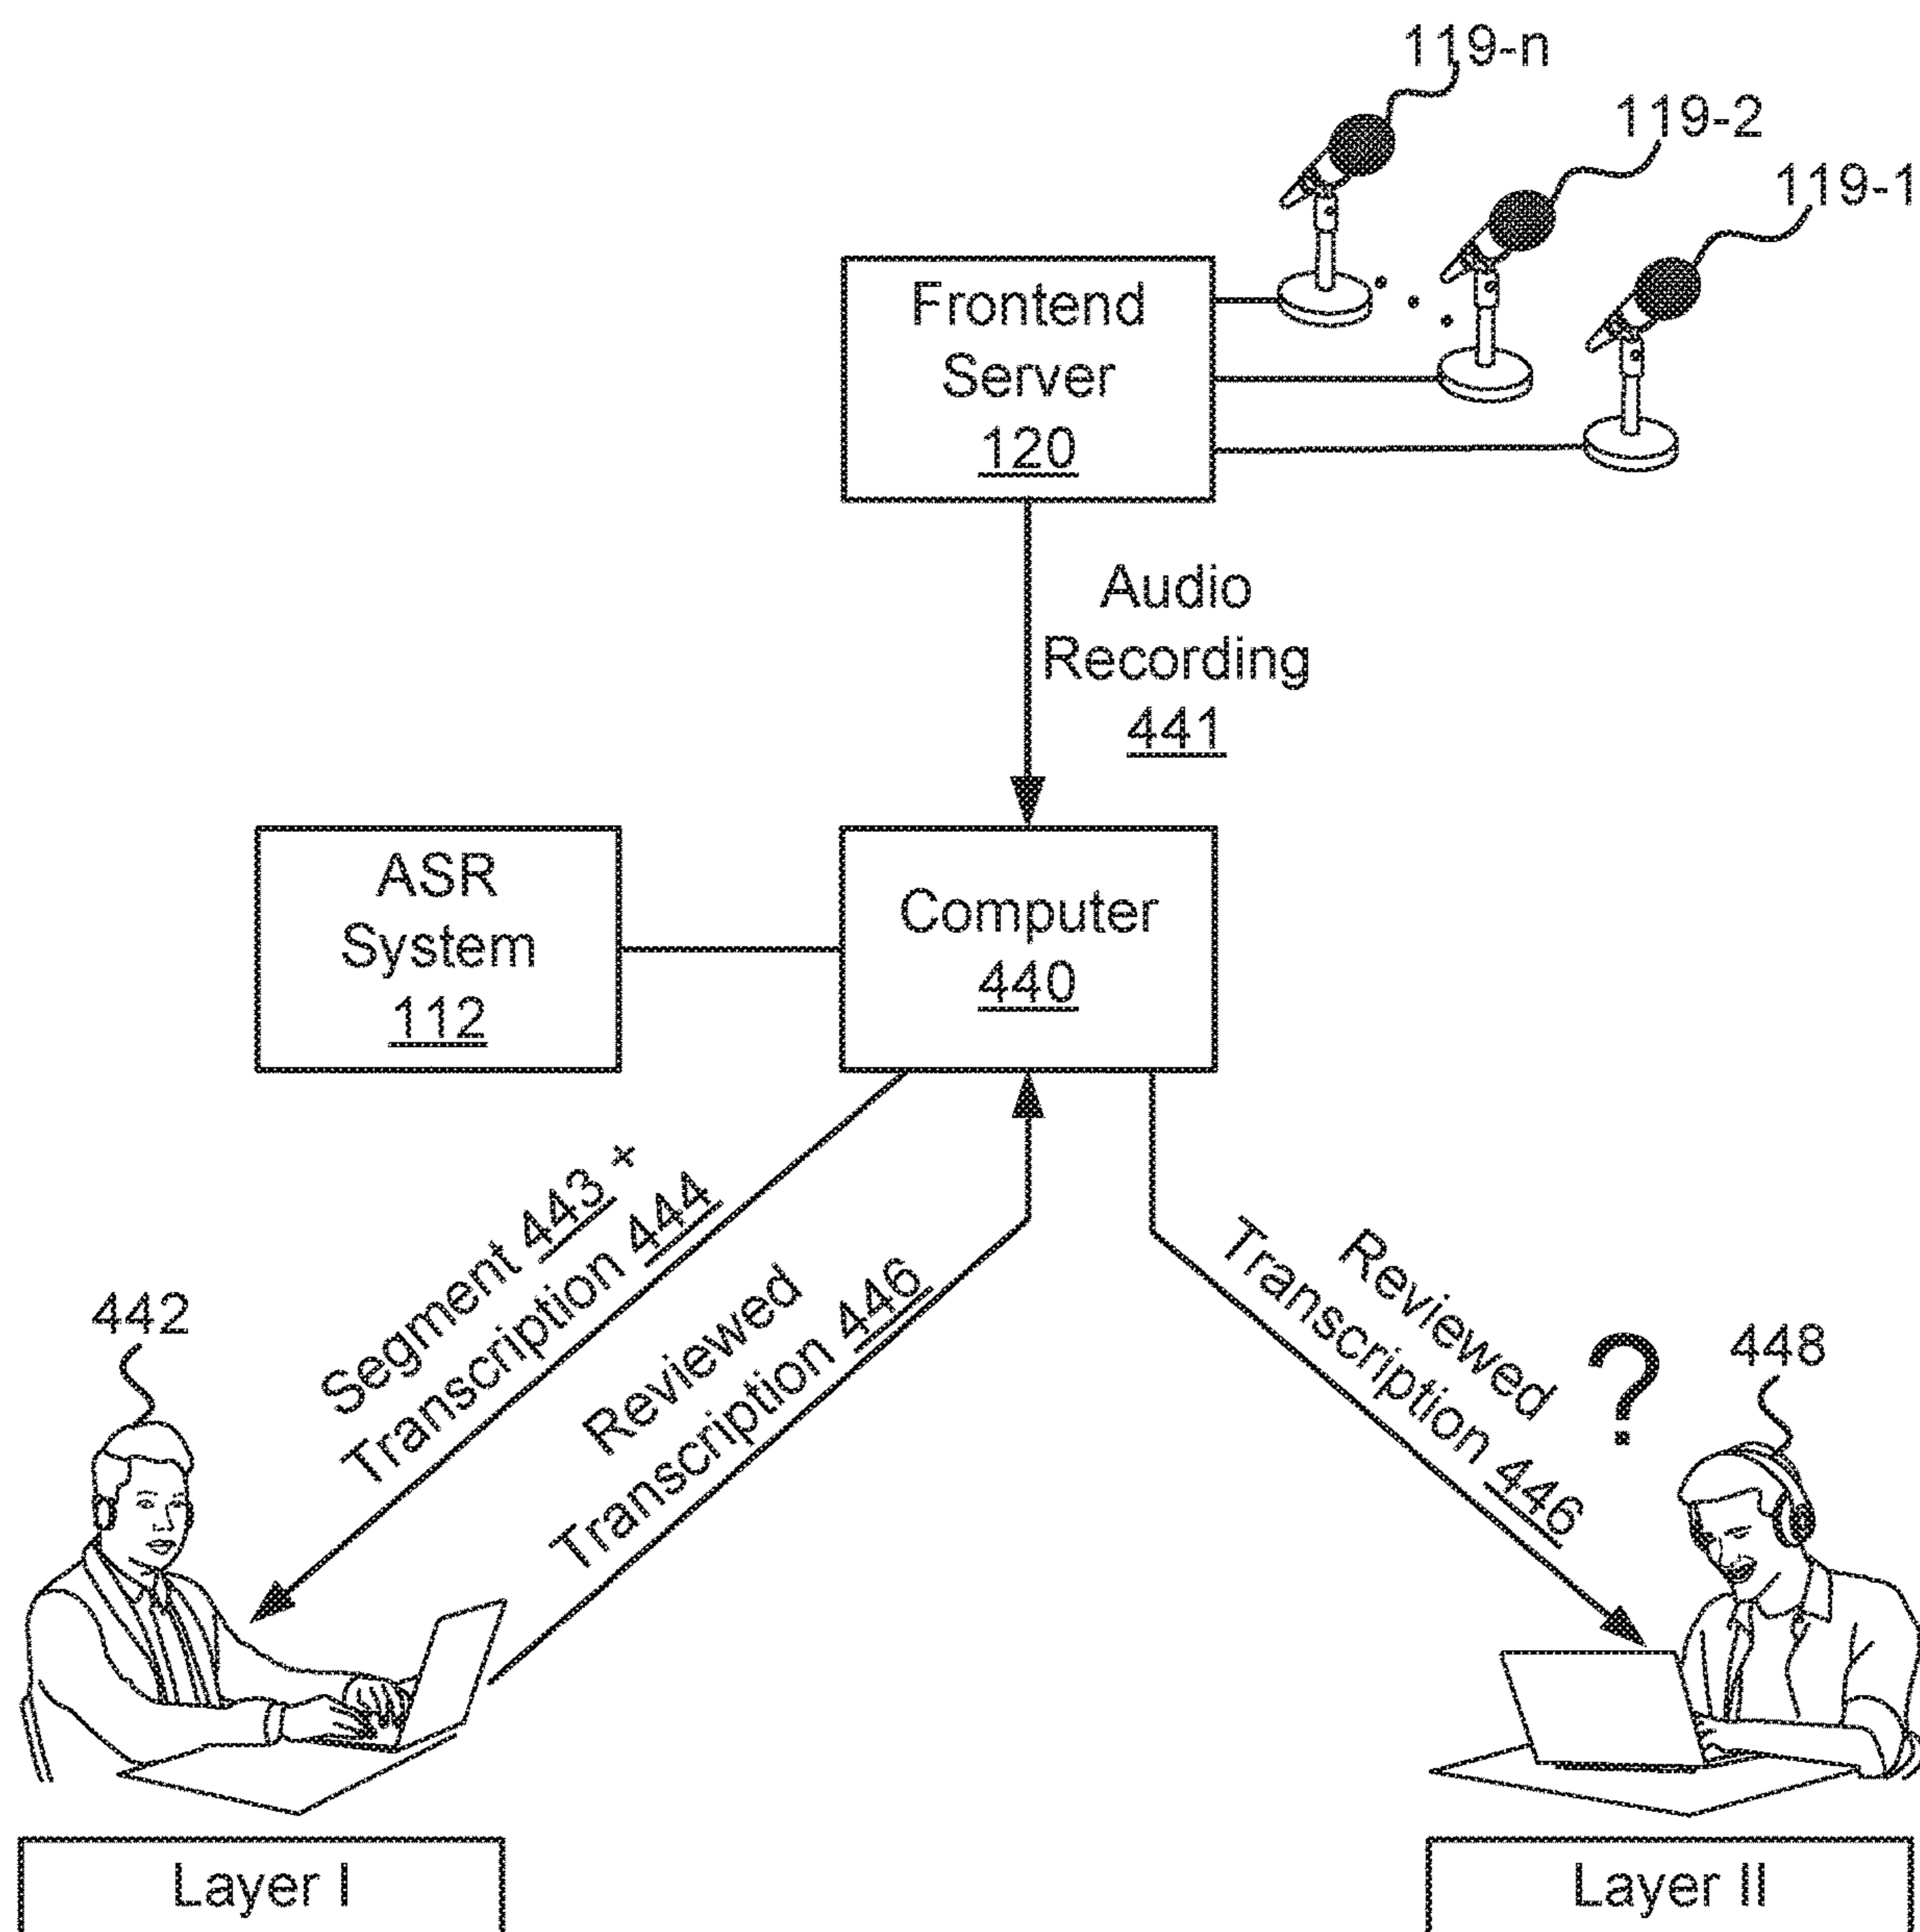 119-n
119-2
119-1
Frontend
Server
120
Audio
Recording
441
ASR
System
112
Computer
440
Segment 443 +
Transcription 444
Reviewed
Transcription 446
Reviewed
Transcription 446
?
442
448
Layer I
Layer II